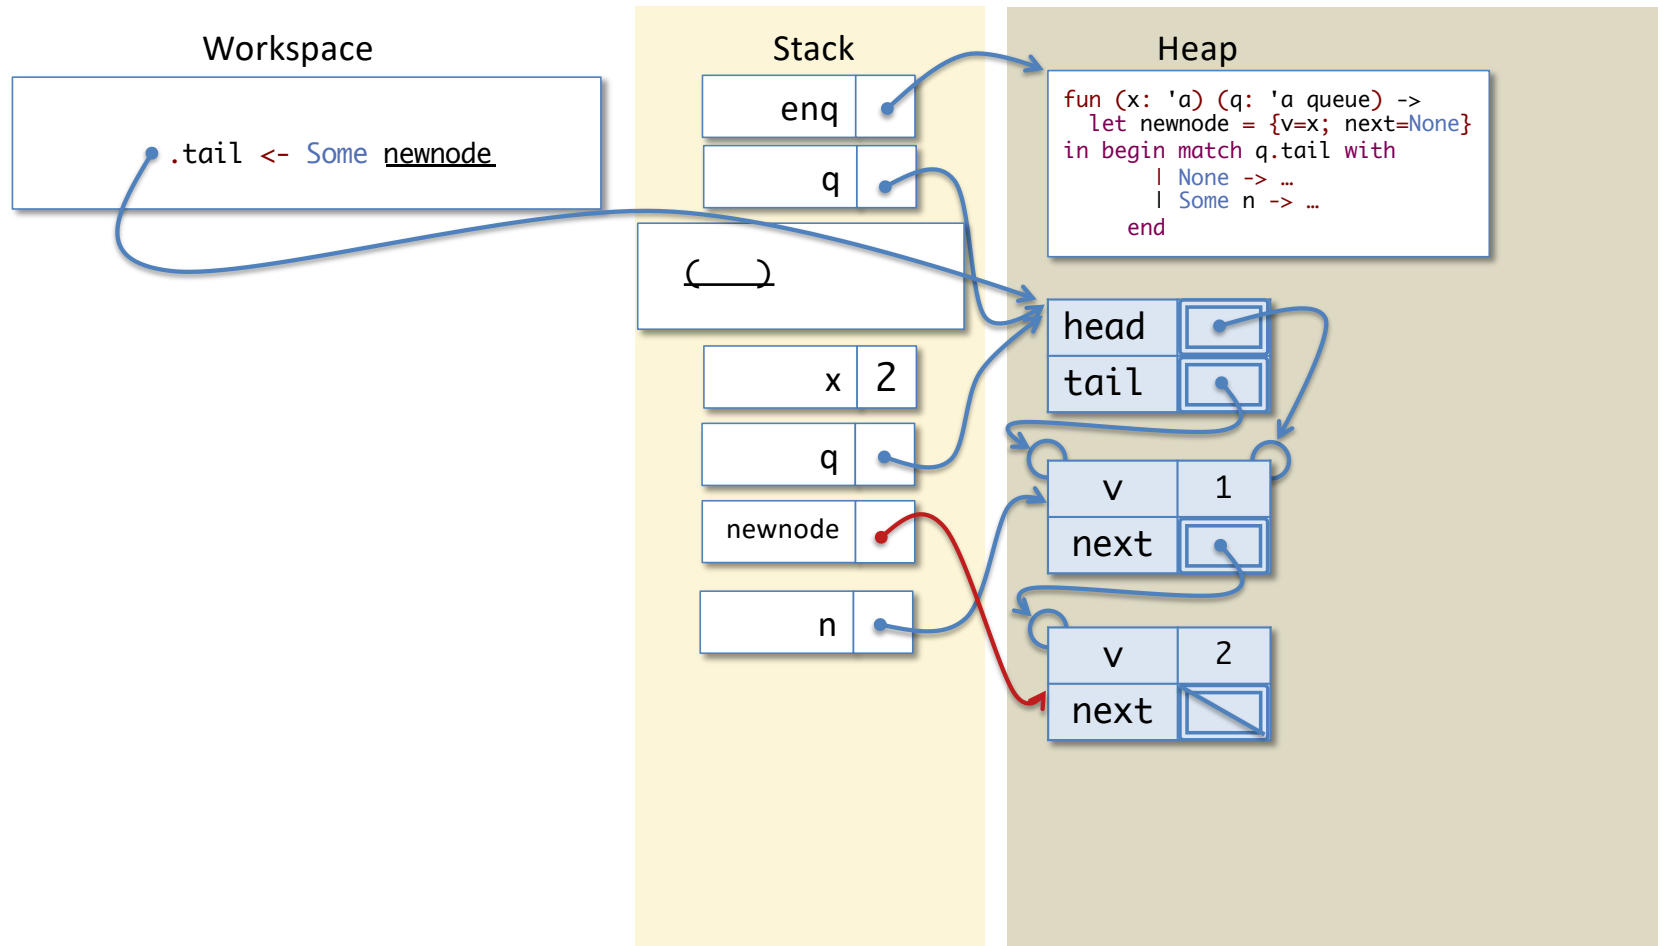 Workspace
.tail <- Some newnode
Stack
enq
q
(    )
x 2
q
newnode
n
Heap
fun (x: 'a) (q: 'a queue) ->
let newnode = {v=x; next=None}
in begin match q.tail with
| None -> …
| Some n -> …
end
head
tail
v 1
next
v 2
next